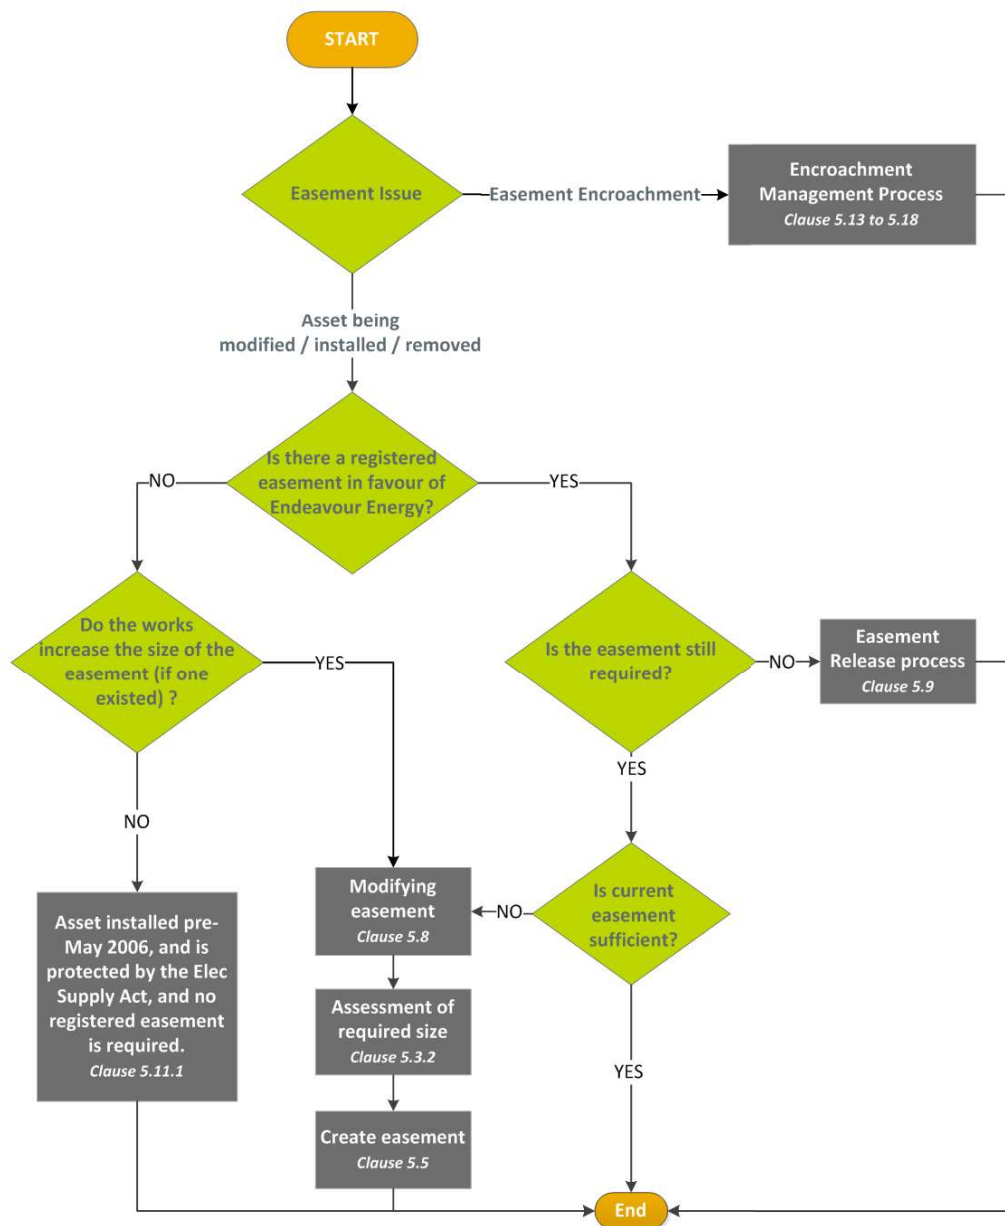 START
Easement Issue
Easement Encroachment
Encroachment
Management Process
Clause 5.13 to 5.18
Asset being
modified / installed / removed
Is there a registered
easement in favour of
Endeavour Energy?
NO
YES
Do the works
increase the size of the
easement (if one
existed) ?
YES
Is the easement still
required?
NO
Easement
Release process
Clause 5.9
NO
YES
Asset installed pre-
May 2006, and is
protected by the Elec
Supply Act, and no
registered easement
is required.
Clause 5.11.1
Modifying
easement
Clause 5.8
NO
Is current
easement
sufficient?
Assessment of
required size
Clause 5.3.2
YES
Create easement
Clause 5.5
End